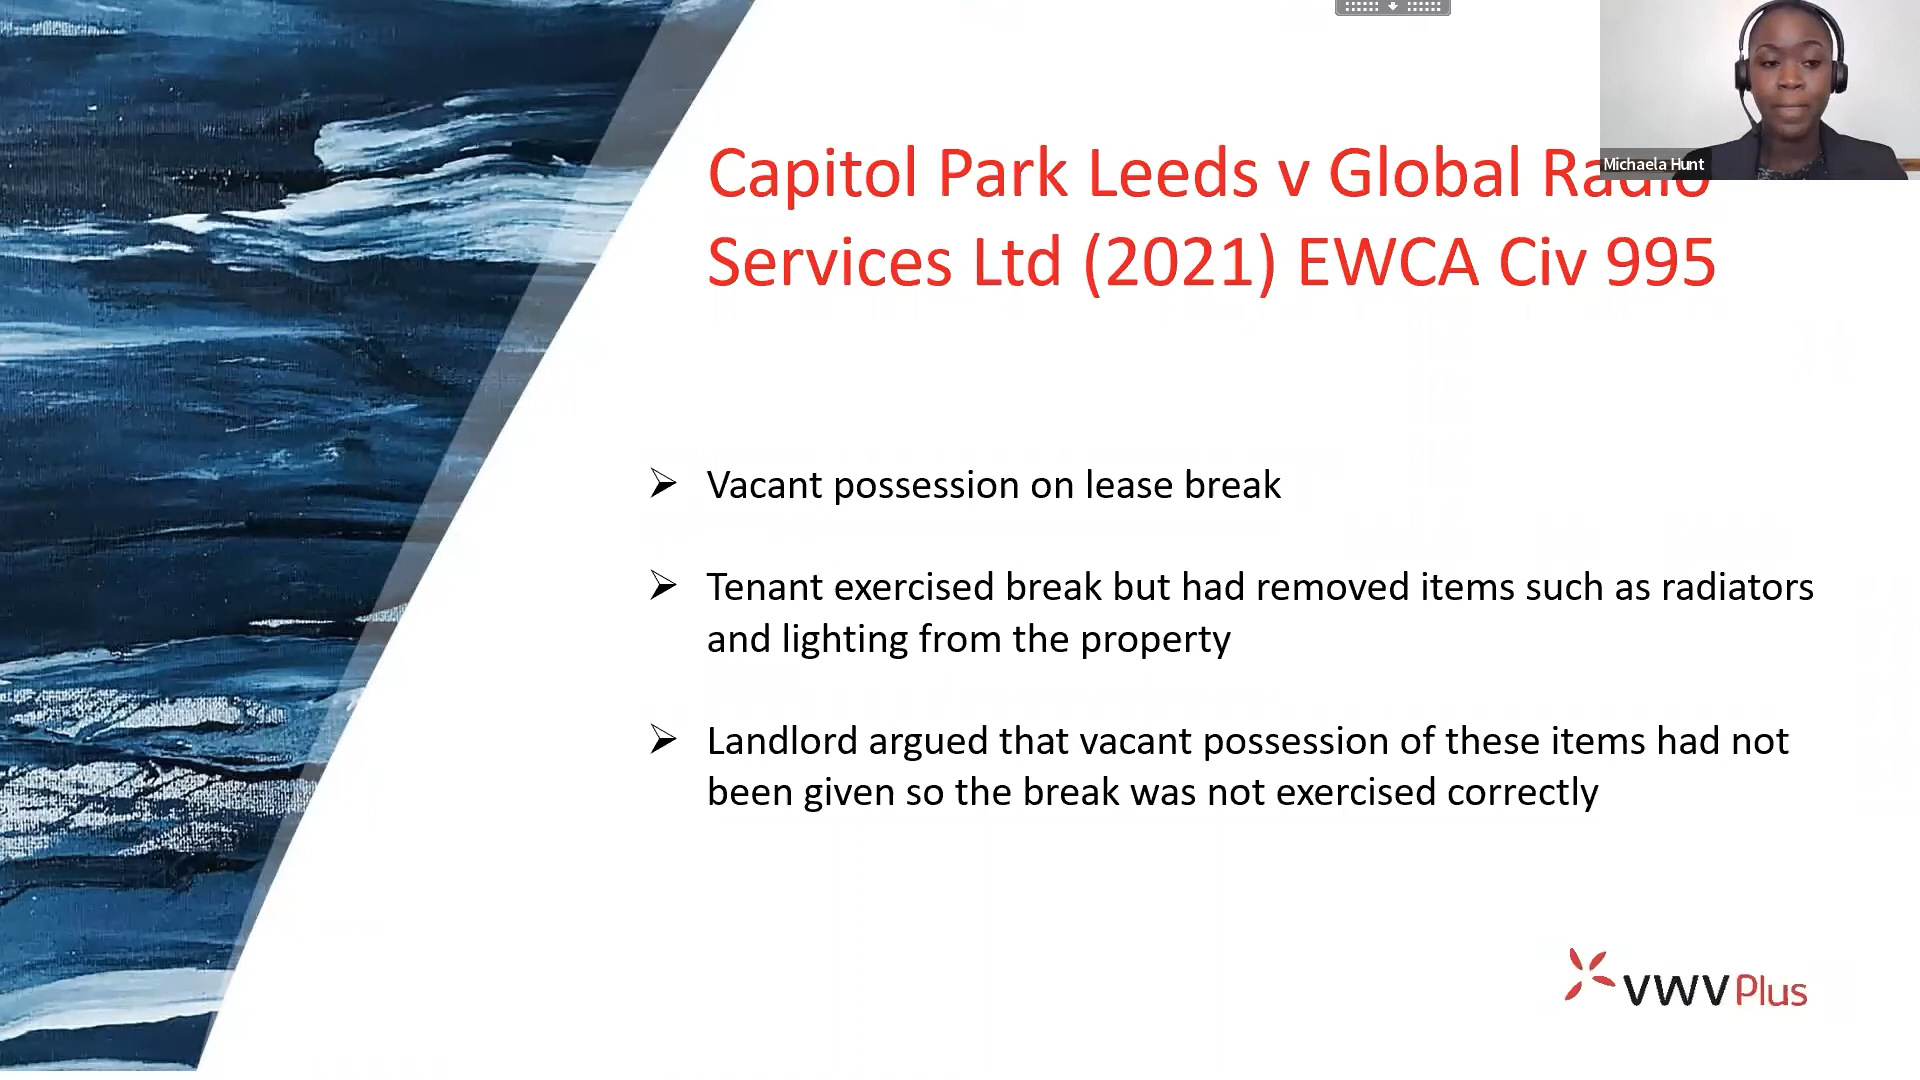 Capitol Park Leeds v Global Radio
Services Ltd (2021) EWCA Civ 995
Michaela Hunt
Vacant possession on lease break
Tenant exercised break but had removed items such as radiators
and lighting from the property
Landlord argued that vacant possession of these items had not
been given so the break was not exercised correctly
VWV Plus